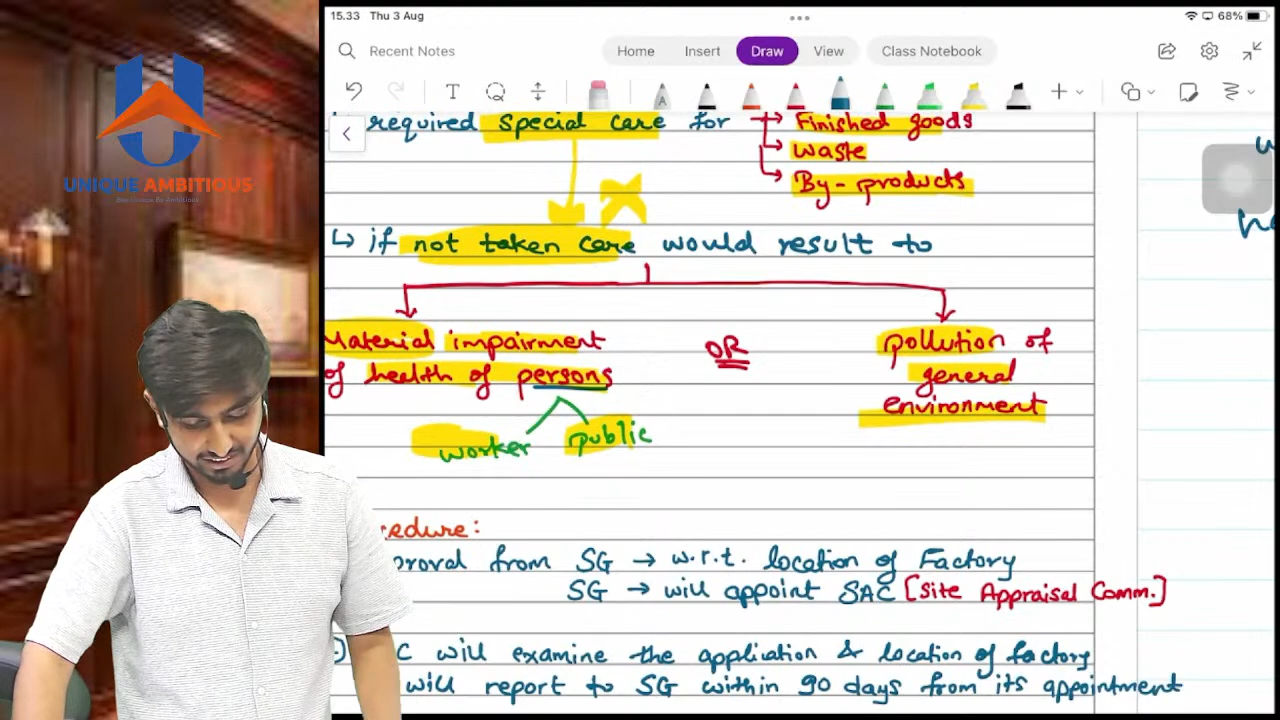 15.33 Thu 3 Aug
68%
Recent Notes
Home Insert Draw View Class Notebook
UNIQUE AMBITIOUS
required special care for
Finished goods
waste
By-products
if not taken care would result to
Material impairment
of health of persons
OR
pollution of
general
environment
worker public
edure:
proval from SG → w.r.t location of Factory
SG → will appoint SAC [Site Appraisal Comm.]
C will examine the application & location of factory
will report to SG within 90 days from its appointment